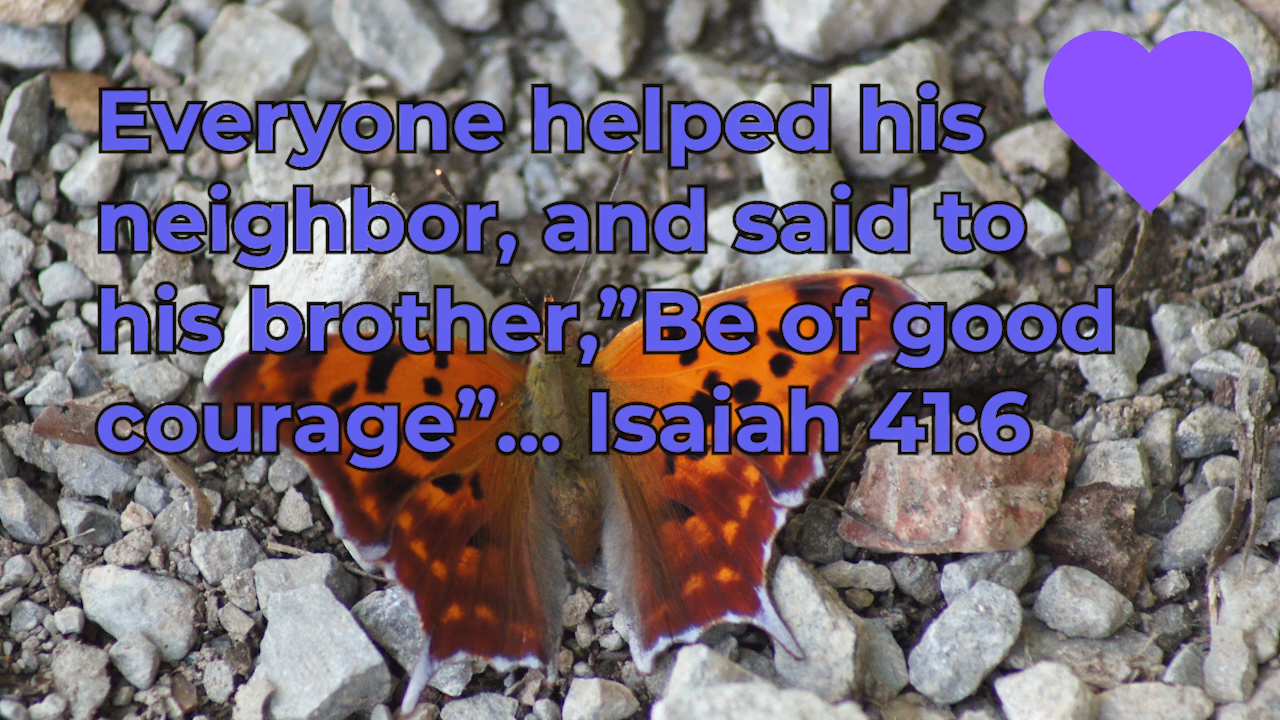 Everyone helped his
neighbor, and said to
his brother,”Be of good
courage”... Isaiah 41:6